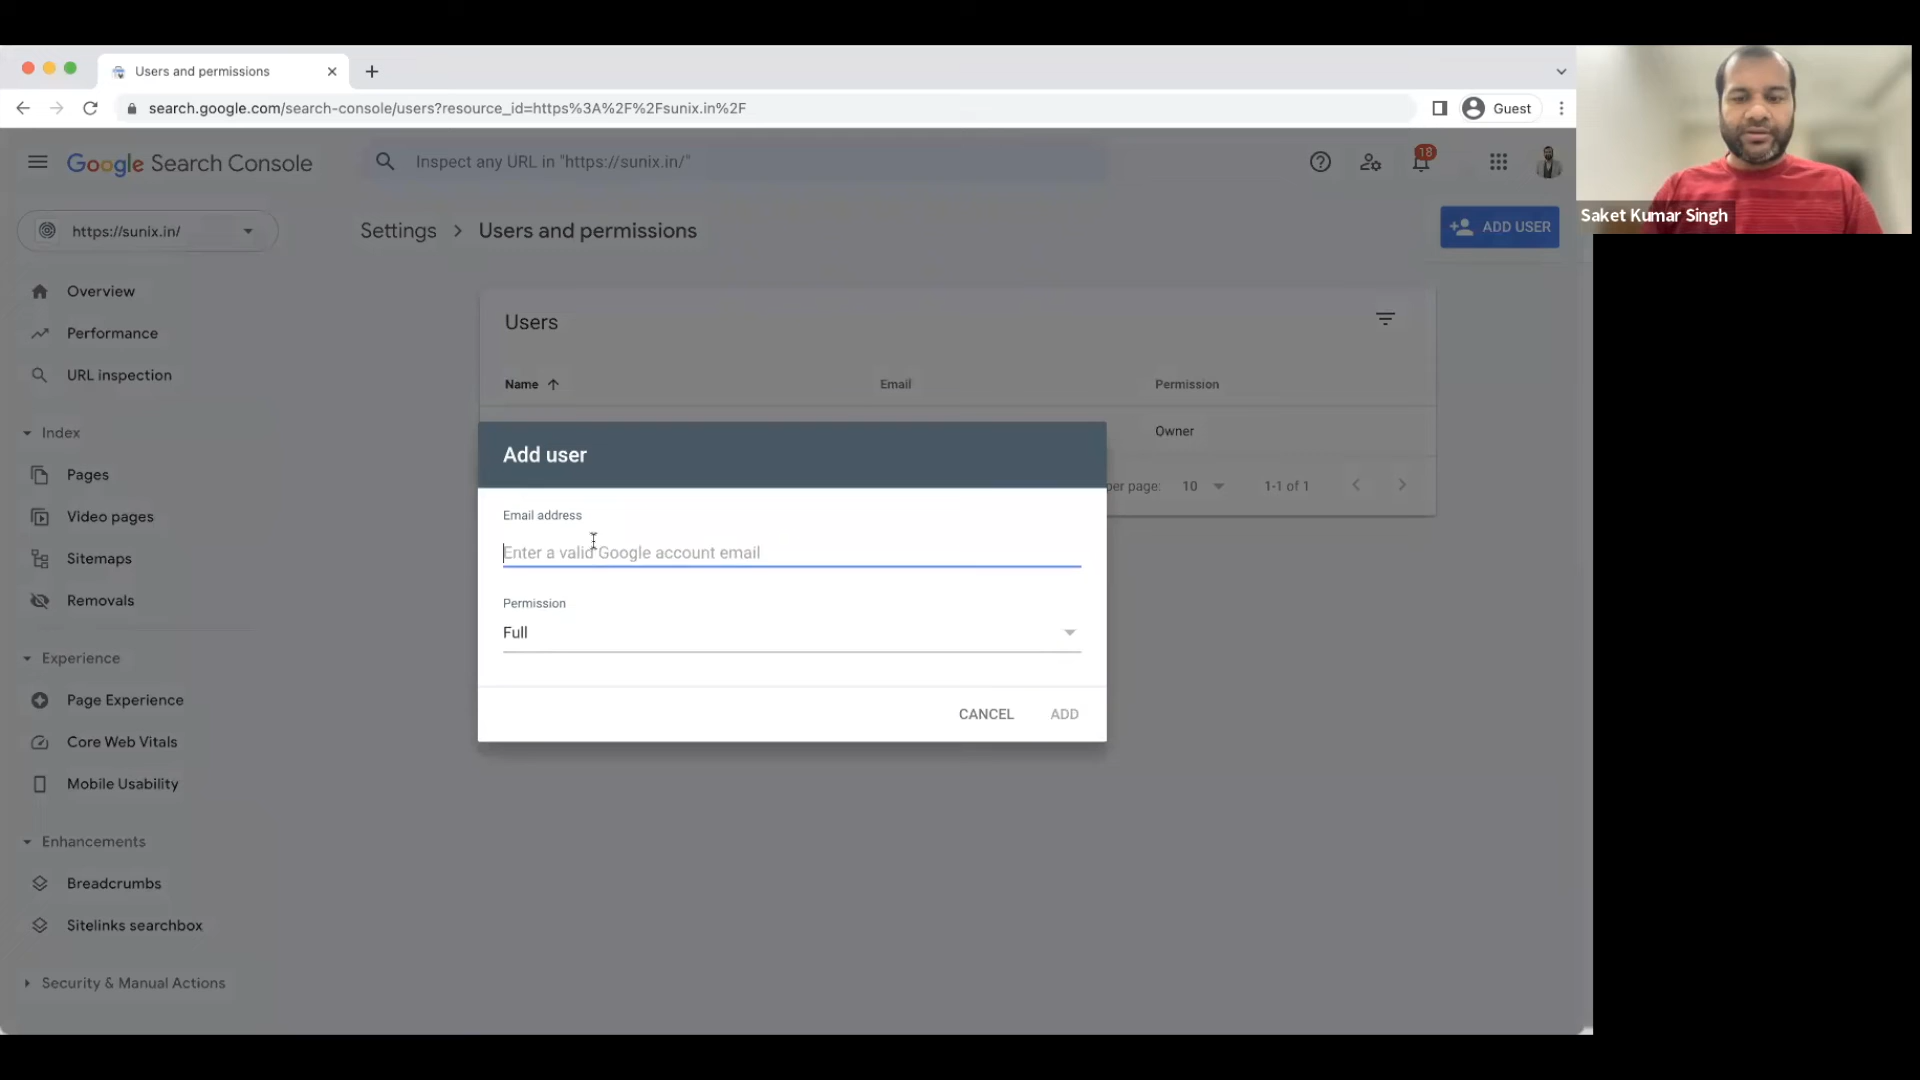 Users and permissions
search.google.com/search-console/users?resource_id=https%3A%2F%2Fsunix.in%2F
Guest
Google Search Console
Inspect any URL in "https://sunix.in/"
18
Saket Kumar Singh
https://sunix.in/
Settings
Users and permissions
ADD USER
Overview
Performance
URL inspection
Index
Pages
Video pages
Sitemaps
Removals
Experience
Page Experience
Core Web Vitals
Mobile Usability
Enhancements
Breadcrumbs
Sitelinks searchbox
Security & Manual Actions
Users
Name
Email
Permission
Owner
per page:
10
1-1 of 1
Add user
Email address
Enter a valid Google account email
Permission
Full
CANCEL
ADD